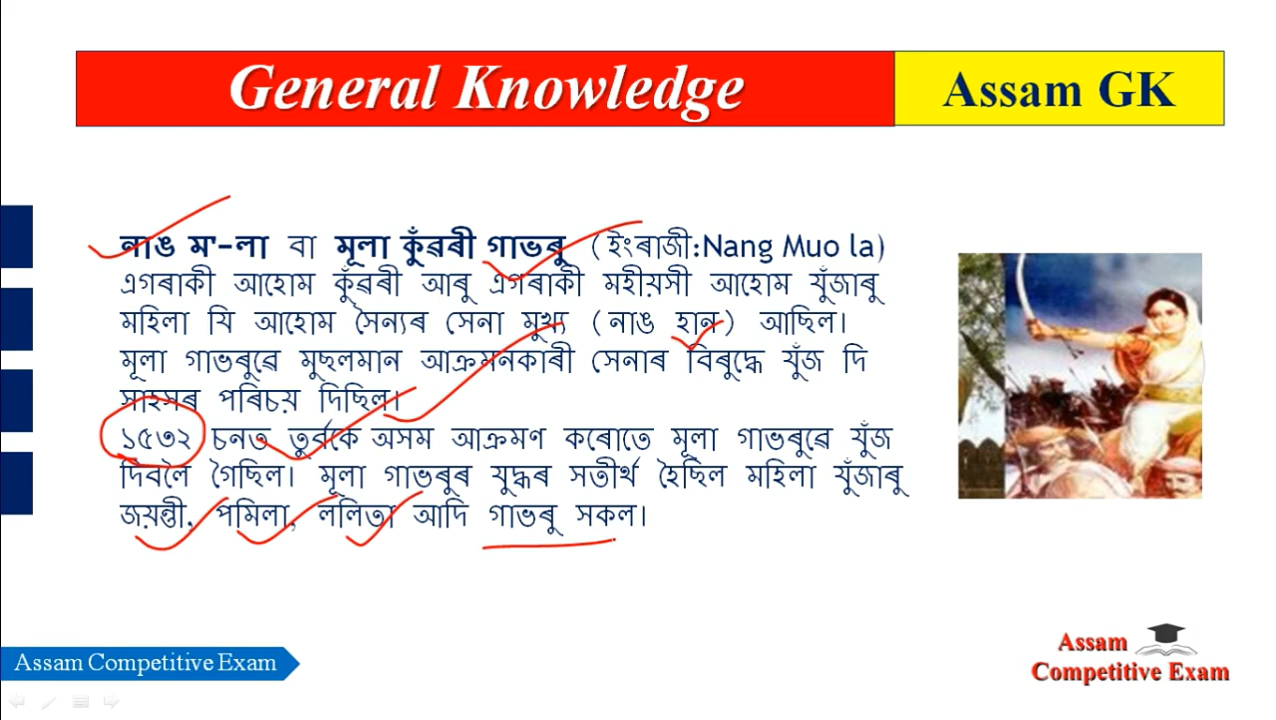 General Knowledge
Assam GK
নাঙ ম'-লা বা মূলা কুঁৱৰী গাভৰু (ইংৰাজী:Nang Muo la)
এগৰাকী আহোম কুঁৱৰী আৰু এগৰাকী মহীয়সী আহোম যুঁজাৰু
মহিলা যি আহোম সৈন্যৰ সেনা মুখ্য (নাঙ হান) আছিল।
মূলা গাভৰুৱে মুছলমান আক্ৰমনকাৰী সেনাৰ বিৰুদ্ধে যুঁজ দি
সাহসৰ পৰিচয় দিছিল।
১৫৩২ চনত তুৰ্বকে অসম আক্ৰমণ কৰোতে মূলা গাভৰুৱে যুঁজ
দিবলৈ গৈছিল। মূলা গাভৰুৰ যুদ্ধৰ সতীৰ্থ হৈছিল মহিলা যুঁজাৰু
জয়ন্তী, পমিলা, ললিতা আদি গাভৰু সকল।
Assam Competitive Exam
Assam
Competitive Exam